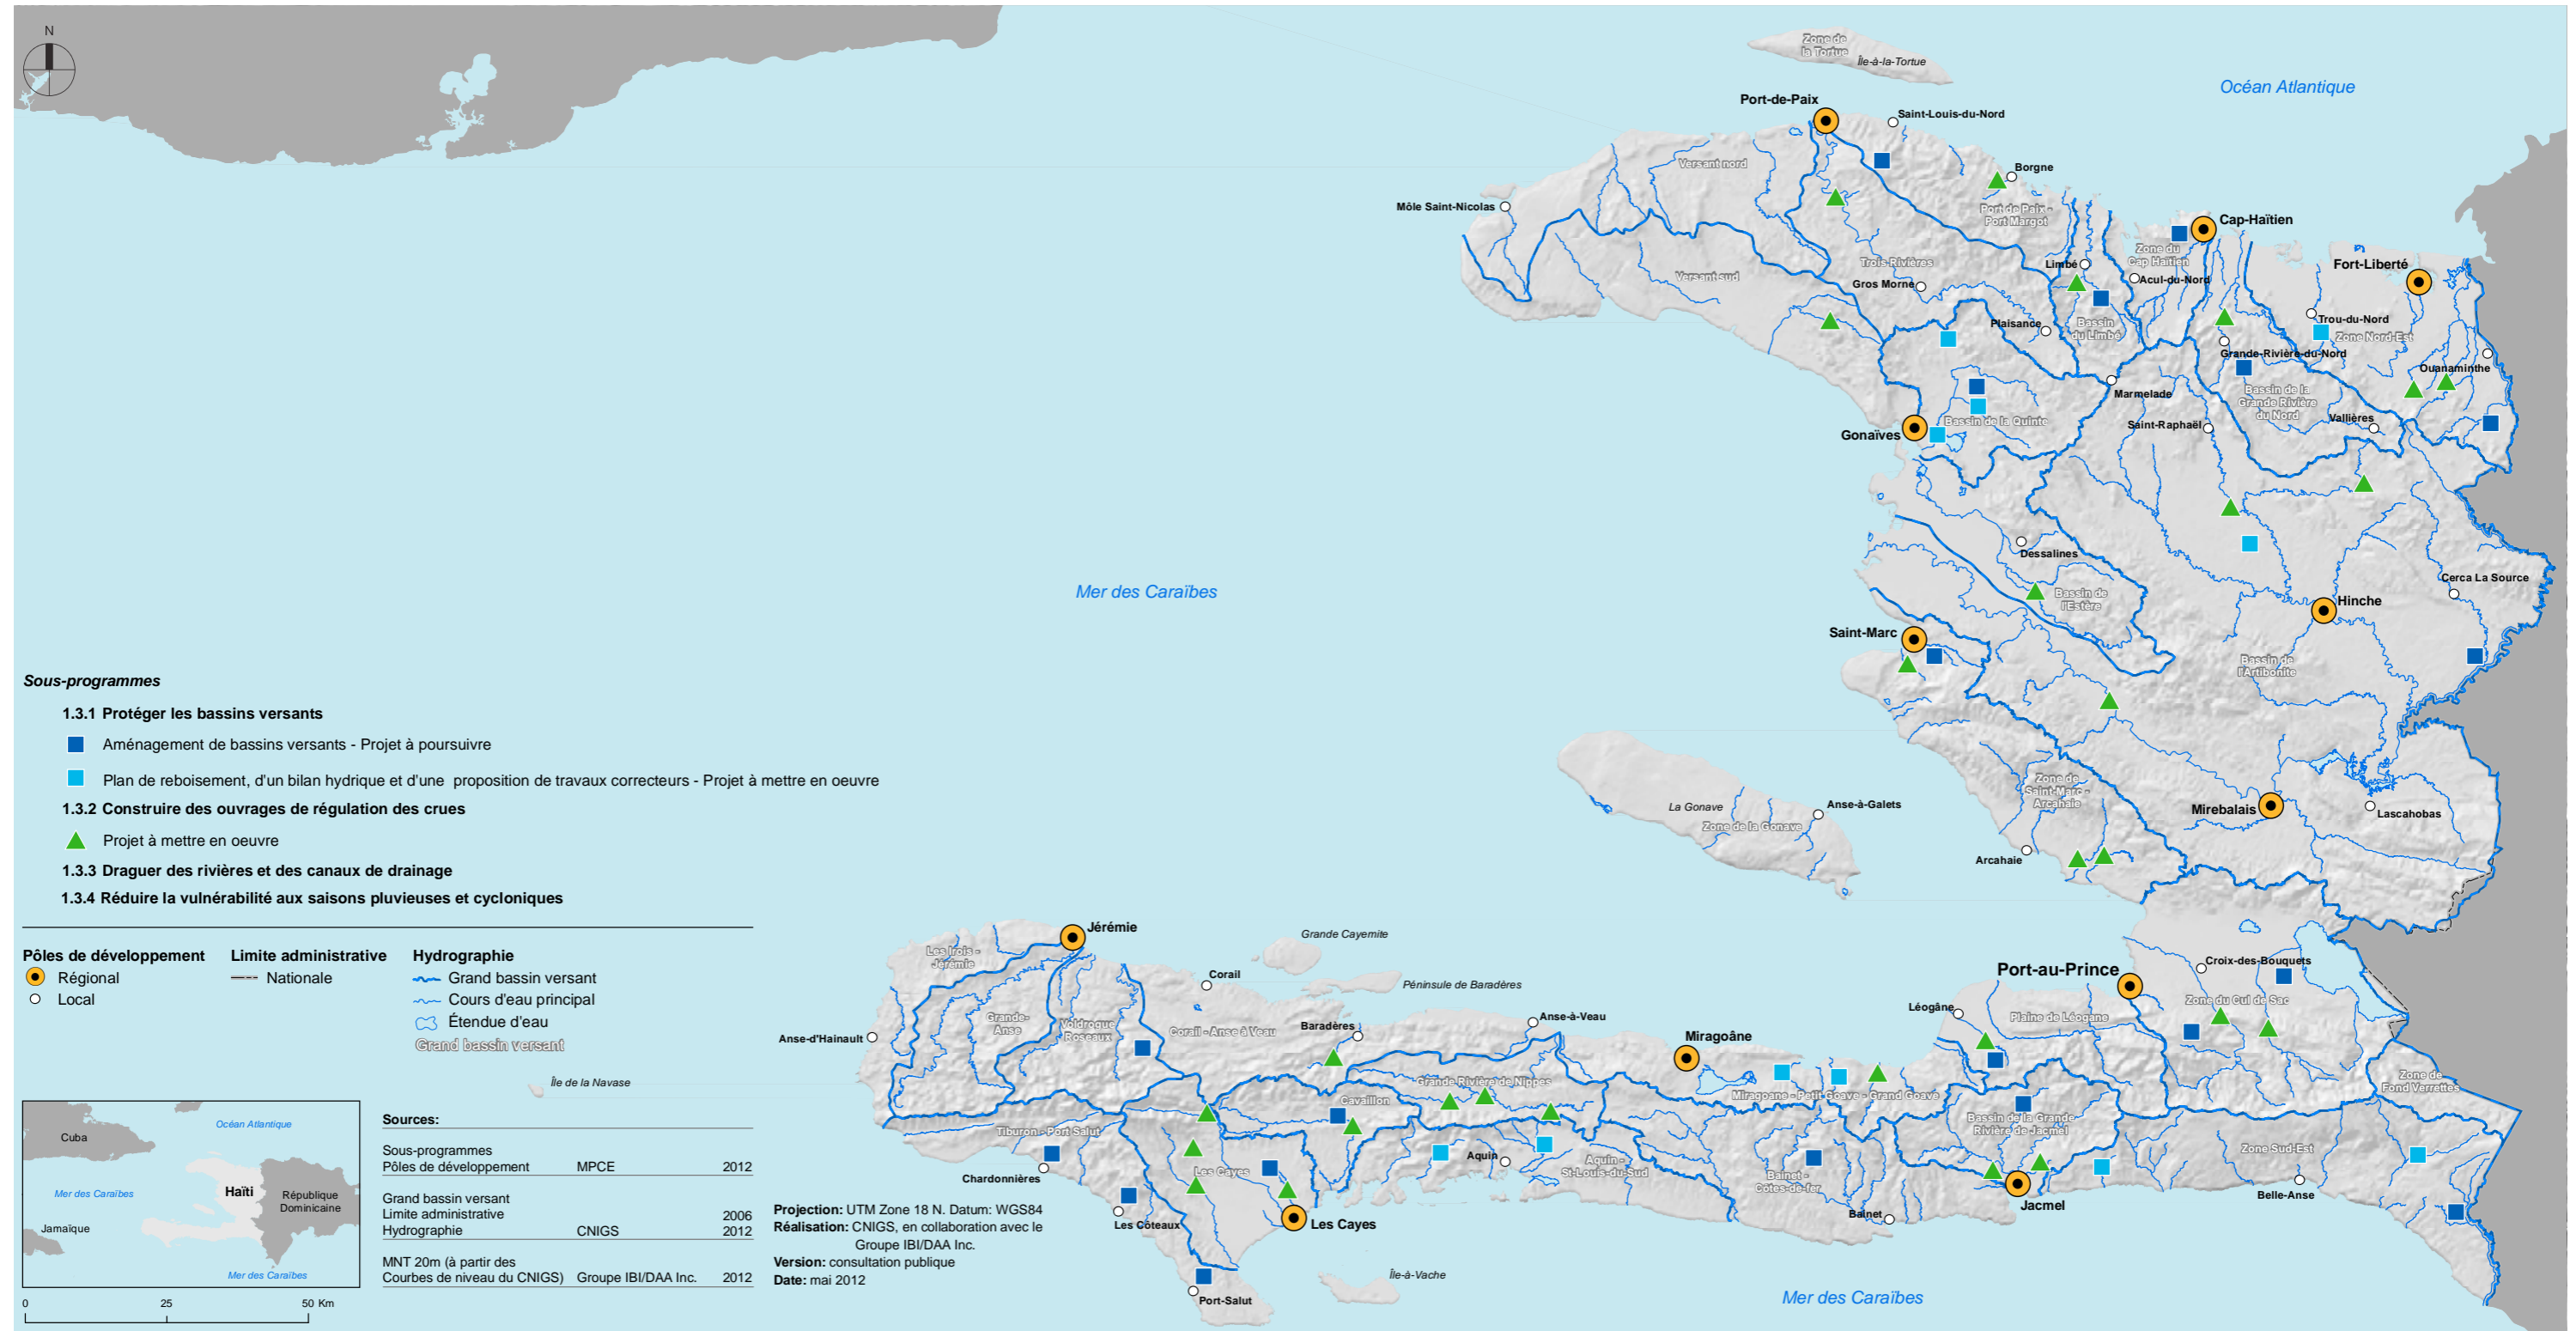 N
Zone de
la Tortue
Île-à-la-Tortue
Océan Atlantique
Port-de-Paix
Saint-Louis-du-Nord
Versant nord
Borgne
Môle Saint-Nicolas
Port de Paix -
Port Margot
Cap-Haïtien
Zone du
Cap Haïtien
Trois-Rivières
Limbé
Fort-Liberté
Versant sud
Gros Morne
Acul-du-Nord
Plaisance
Bassin
du Limbé
Trou-du-Nord
Zone Nord-Est
Grande-Rivière-du-Nord
Ouanaminthe
Marmelade
Bassin de la
Grande Rivière
du Nord
Bassin de la Quinte
Gonaïves
Saint-Raphaël
Vallières
Dessalines
Cerca La Source
Mer des Caraïbes
Bassin de
l'Estère
Hinche
Saint-Marc
Bassin de
l'Artibonite
Sous-programmes
1.3.1 Protéger les bassins versants
Aménagement de bassins versants - Projet à poursuivre
Plan de reboisement, d'un bilan hydrique et d'une proposition de travaux correcteurs - Projet à mettre en oeuvre
1.3.2 Construire des ouvrages de régulation des crues
Projet à mettre en oeuvre
1.3.3 Draguer des rivières et des canaux de drainage
1.3.4 Réduire la vulnérabilité aux saisons pluvieuses et cycloniques
Zone de
Saint-Marc -
Arcahaie
La Gonave
Anse-à-Galets
Zone de la Gonave
Mirebalais
Lascahobas
Arcahaie
Pôles de développement
Régional
Local
Limite administrative
Nationale
Hydrographie
Grand bassin versant
Cours d'eau principal
Étendue d'eau
Grand bassin versant
Jérémie
Les Irois -
Jérémie
Grande Cayemite
Corail
Péninsule de Baradères
Port-au-Prince
Croix-des-Bouquets
Zone du Cul de Sac
Léogâne
Plaine de Léogane
Grande-
Anse
Voldrogue
Roseaux
Corail - Anse à Veau
Baradères
Anse-à-Veau
Anse-d'Hainault
Miragoâne
Île de la Navase
Grande Rivière de Nippes
Cavaillon
Miragoane - Petit Goave - Grand Goave
Zone de
Fond Verrettes
Bassin de la Grande
Rivière de Jacmel
Tiburon - Port Salut
Zone Sud-Est
Aquin
Aquin -
St-Louis-du-Sud
Les Cayes
Chardonnières
Bainet -
Côtes-de-fer
Belle-Anse
Jacmel
Les Côteaux
Les Cayes
Bainet
Île-à-Vache
Port-Salut
Mer des Caraïbes
Cuba
Océan Atlantique
Mer des Caraïbes
Haïti
République
Dominicaine
Jamaïque
Mer des Caraïbes
0 25 50 Km
Sources:
Sous-programmes
Pôles de développement MPCE 2012
Grand bassin versant
Limite administrative 2006
Hydrographie CNIGS 2012
MNT 20m (à partir des
Courbes de niveau du CNIGS) Groupe IBI/DAA Inc. 2012
Projection: UTM Zone 18 N. Datum: WGS84
Réalisation: CNIGS, en collaboration avec le
Groupe IBI/DAA Inc.
Version: consultation publique
Date: mai 2012